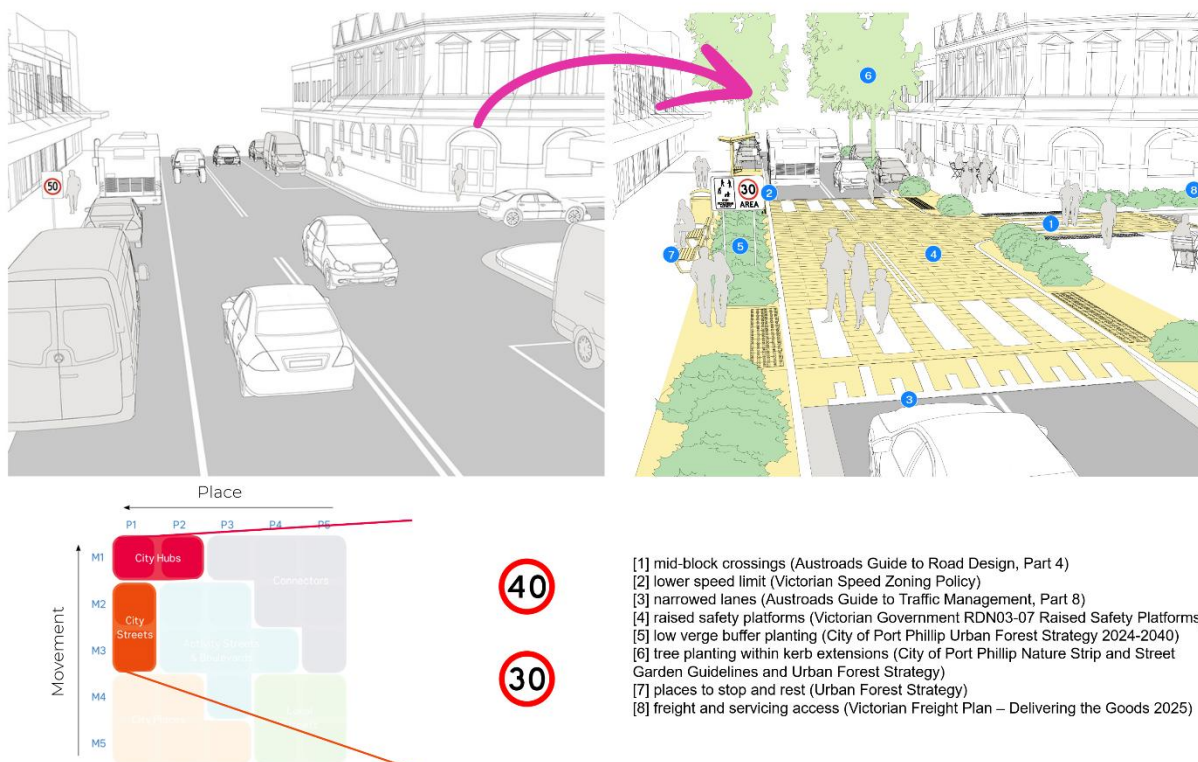 50
6
8
30
AREA
2
1
7
5
4
3
Place
P1 P2 P3 P4 P5
Movement
M1
M2
M3
M4
M5
City Hubs
Connectors
City
Streets
40
30
[1] mid-block crossings (Austroads Guide to Road Design, Part 4)
[2] lower speed limit (Victorian Speed Zoning Policy)
[3] narrowed lanes (Austroads Guide to Traffic Management, Part 8)
[4] raised safety platforms (Victorian Government RDN03-07 Raised Safety Platforms
[5] low verge buffer planting (City of Port Phillip Urban Forest Strategy 2024-2040)
[6] tree planting within kerb extensions (City of Port Phillip Nature Strip and Street
Garden Guidelines and Urban Forest Strategy)
[7] places to stop and rest (Urban Forest Strategy)
[8] freight and servicing access (Victorian Freight Plan – Delivering the Goods 2025)